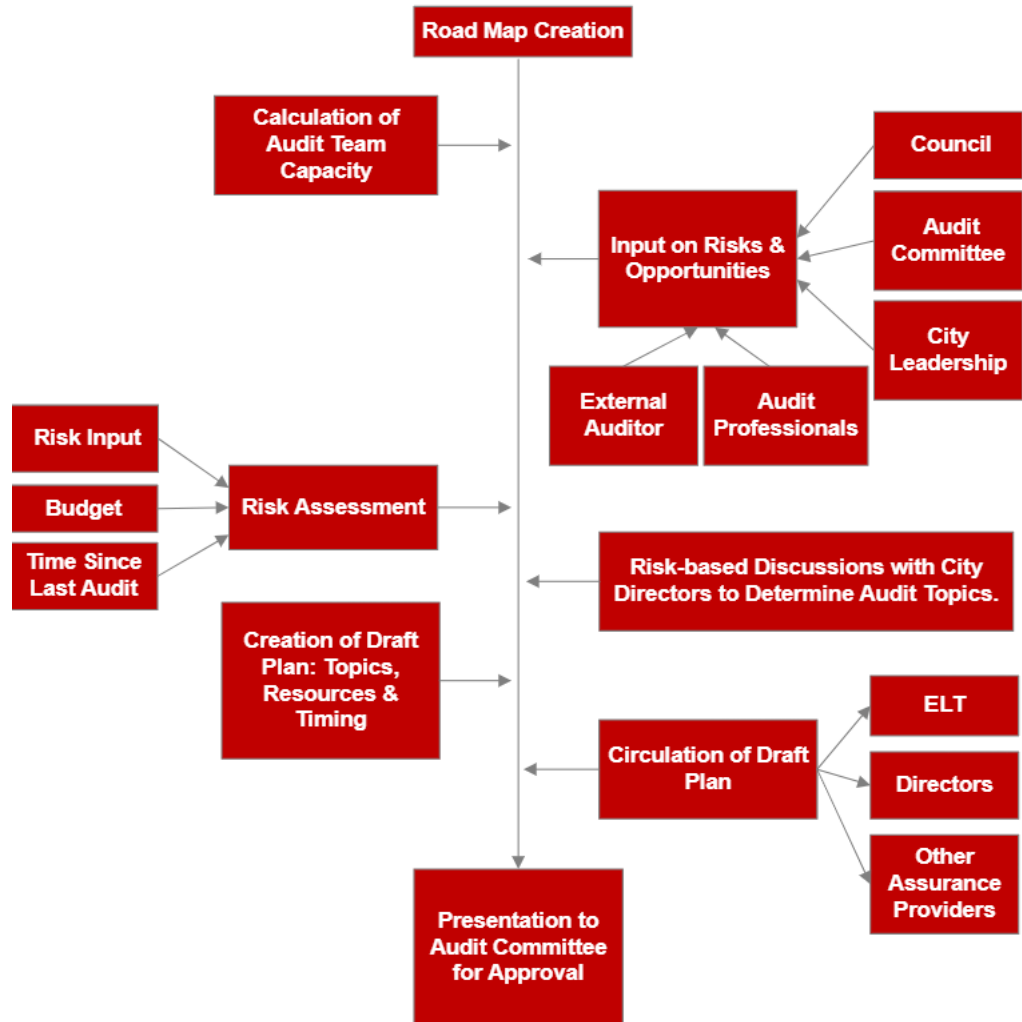 Road Map Creation
Calculation of
Audit Team
Capacity
Council
Input on Risks &
Opportunities
Audit
Committee
City
Leadership
External
Auditor
Audit
Professionals
Risk Input
Budget
Time Since
Last Audit
Risk Assessment
Risk-based Discussions with City
Directors to Determine Audit Topics.
Creation of Draft
Plan: Topics,
Resources &
Timing
Circulation of Draft
Plan
ELT
Directors
Other
Assurance
Providers
Presentation to
Audit Committee
for Approval